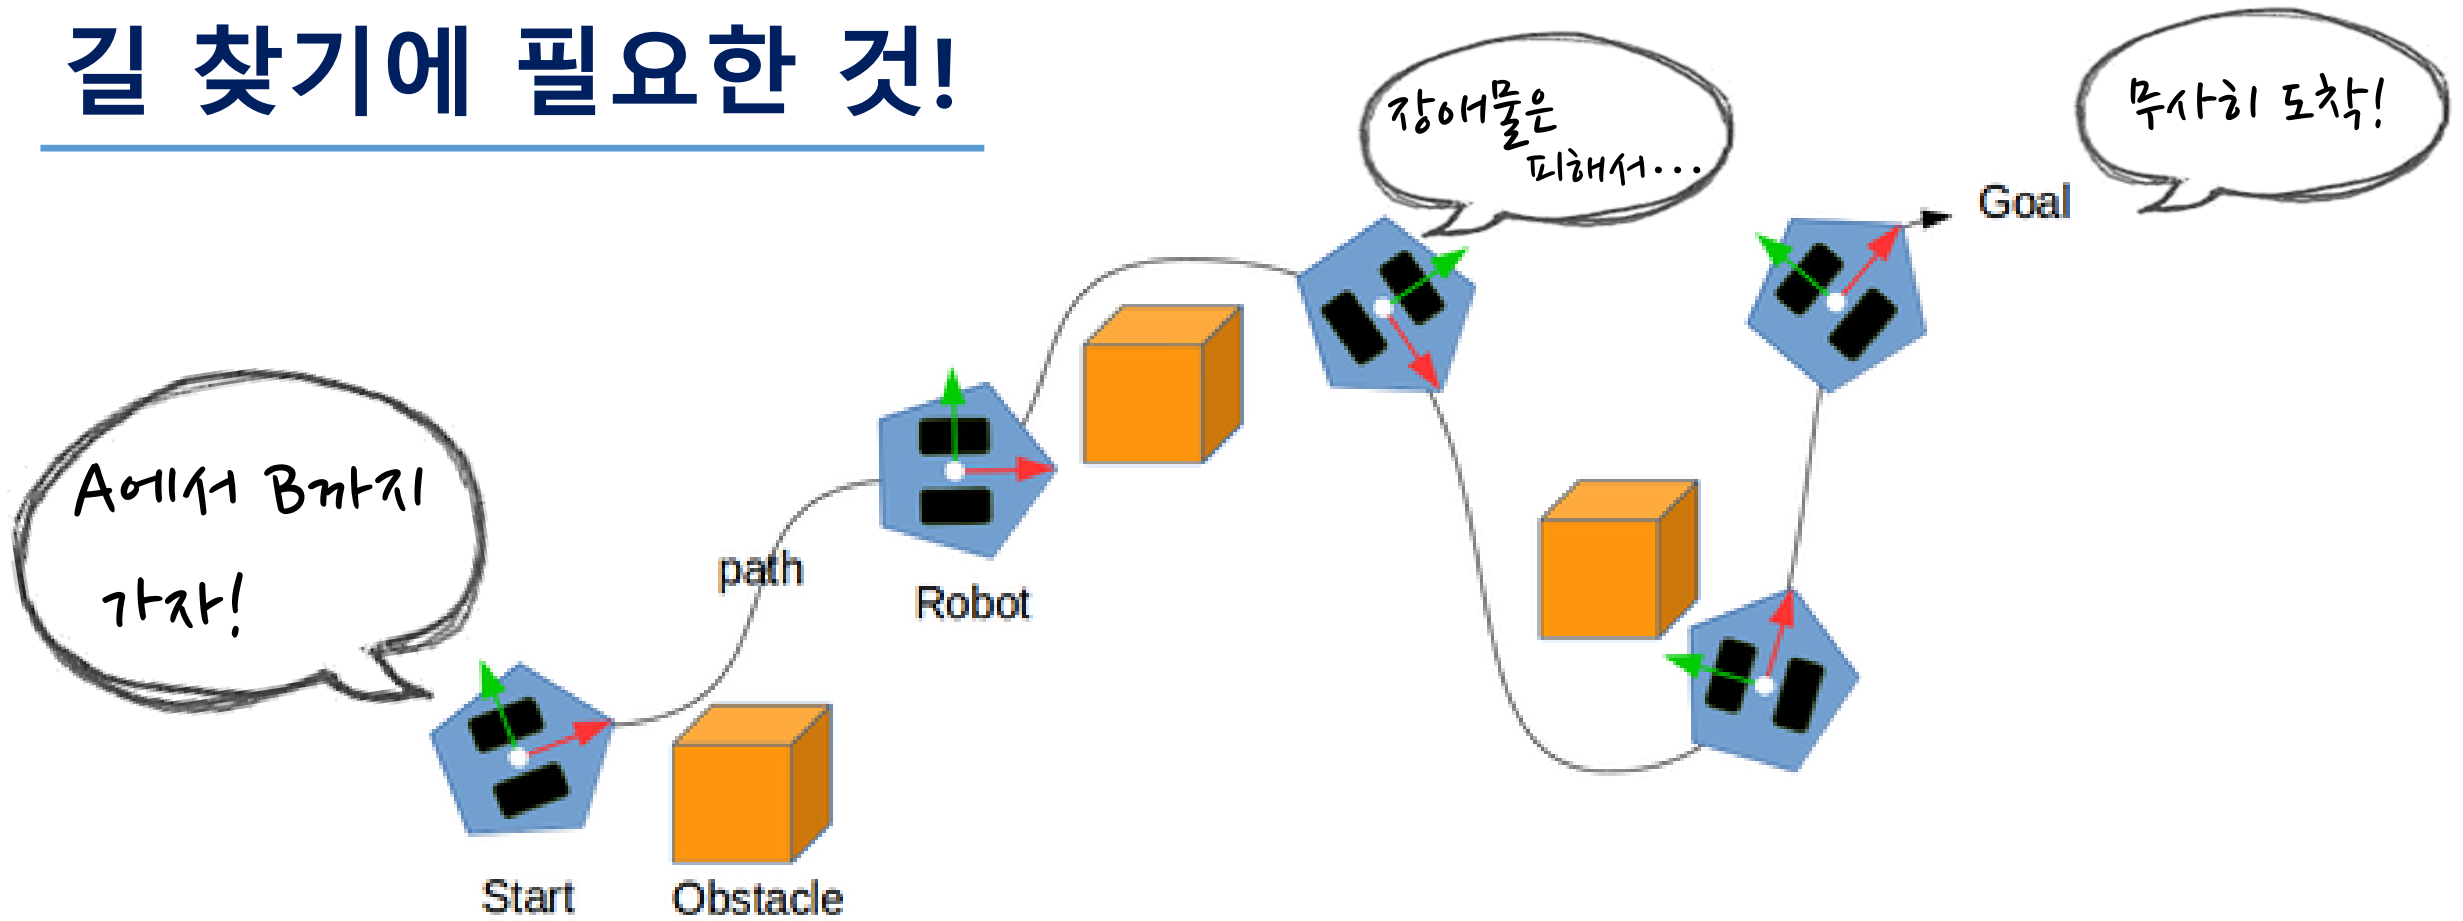 길 찾기에 필요한 것!
장애물은
피해서...
무사히 도착!
Goal
A에서 B까지
가자!
path
Robot
Start
Obstacle